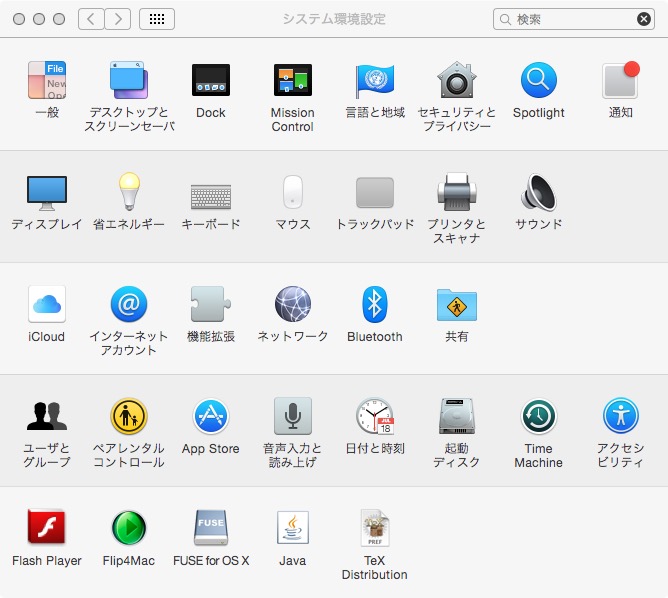 システム環境設定
検索
File
New
Ope
一般
デスクトップと
スクリーンセーバ
Dock
Mission
Control
言語と地域
セキュリティと
プライバシー
Spotlight
通知
ディスプレイ
省エネルギー
キーボード
マウス
トラックパッド
プリンタと
スキャナ
サウンド
iCloud
@
インターネット
アカウント
機能拡張
ネットワーク
Bluetooth
共有
ユーザと
グループ
ペアレンタル
コントロール
App Store
音声入力と
読み上げ
JUL
18
日付と時刻
起動
ディスク
Time
Machine
アクセシ
ビリティ
Flash Player
Flip4Mac
FUSE
FUSE for OS X
Java
PREF
TeX
Distribution